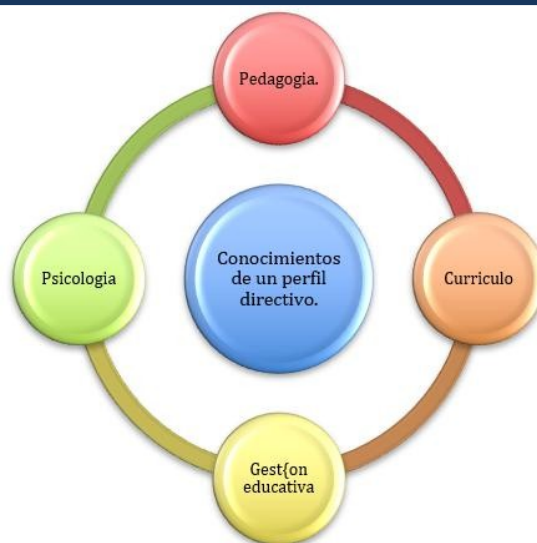 Pedagogia.
Psicologia
Conocimientos
de un perfil
directivo.
Curriculo
Gest{on
educativa